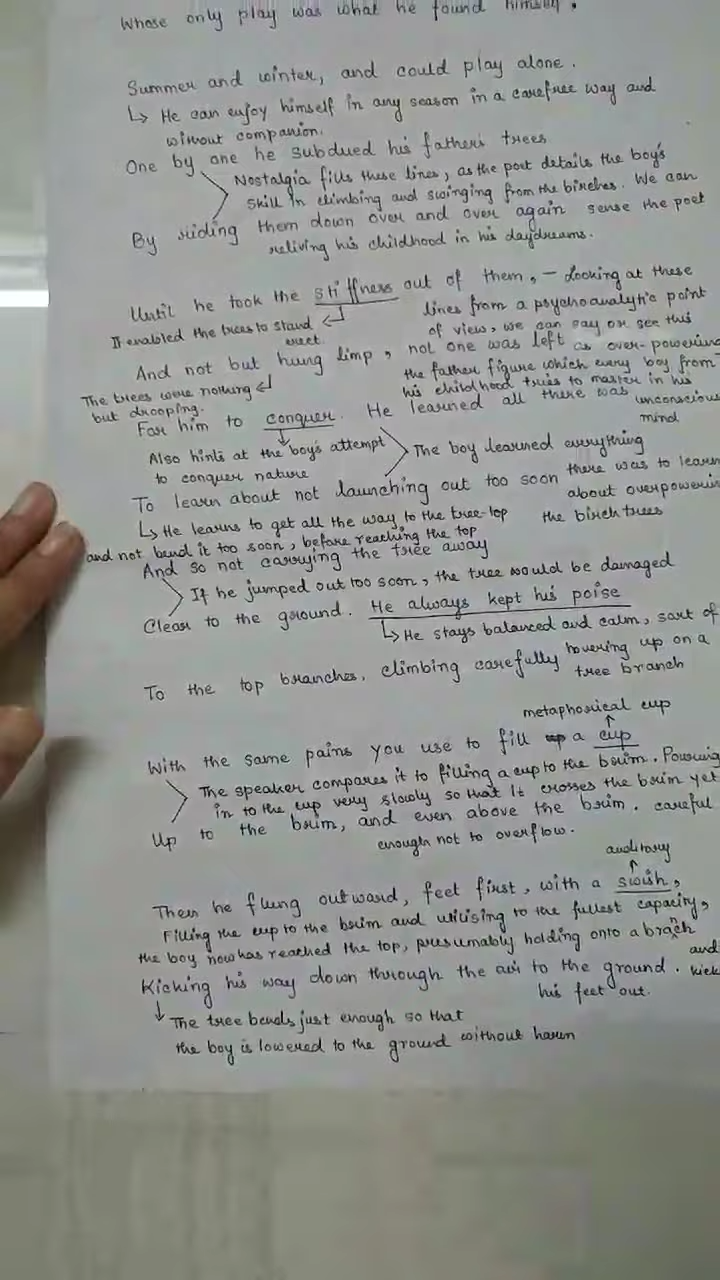 Whose only play was what he found himself.
Summer and winter, and could play alone.
↳ He can enjoy himself in any season in a carefree way and
without companion.
One by one he subdued his father's trees
Nostalgia fills these lines, as the poet details the boy's
skill in climbing and swinging from the birches. We can
By riding them down over and over again sense the poet
reliving his childhood in his daydreams.
Until he took the stiffness out of them, – Looking at these
It enabled the trees to stand
erect.
lines from a psychoanalytic point
of view, we can say or see this
And not but hung limp, not one was left as over-powering
The trees were nothing
but drooping.
the father figure which every boy from
his childhood tries to master in his
unconscious
mind
For him to conquer. He learned all there was
Also hints at the boy's attempt
to conquer nature
The boy learned everything
there was to learn
about overpowering
the birch trees
To learn about not launching out too soon
↳ He learns to get all the way to the tree-top
and not bend it too soon, before reaching the top
And so not carrying the tree away
If he jumped out too soon, the tree would be damaged
Clear to the ground. He always kept his poise
↳ He stays balanced and calm, sort of
hovering up on a
tree branch
To the top branches, climbing carefully
metaphorical cup
With the same pains you use to fill a cup
The speaker compares it to filling a cup to the brim. Pouring
in to the cup very slowly so that it crosses the brim yet
Up to the brim, and even above the brim. careful
enough not to overflow.
auditory
Then he flung outward, feet first, with a swish,
Filling the cup to the brim and utilising to the fullest capacity,
the boy now has reached the top, presumably holding onto a branch
and
kick
his feet out.
Kicking his way down through the air to the ground.
The tree bends just enough so that
the boy is lowered to the ground without harm